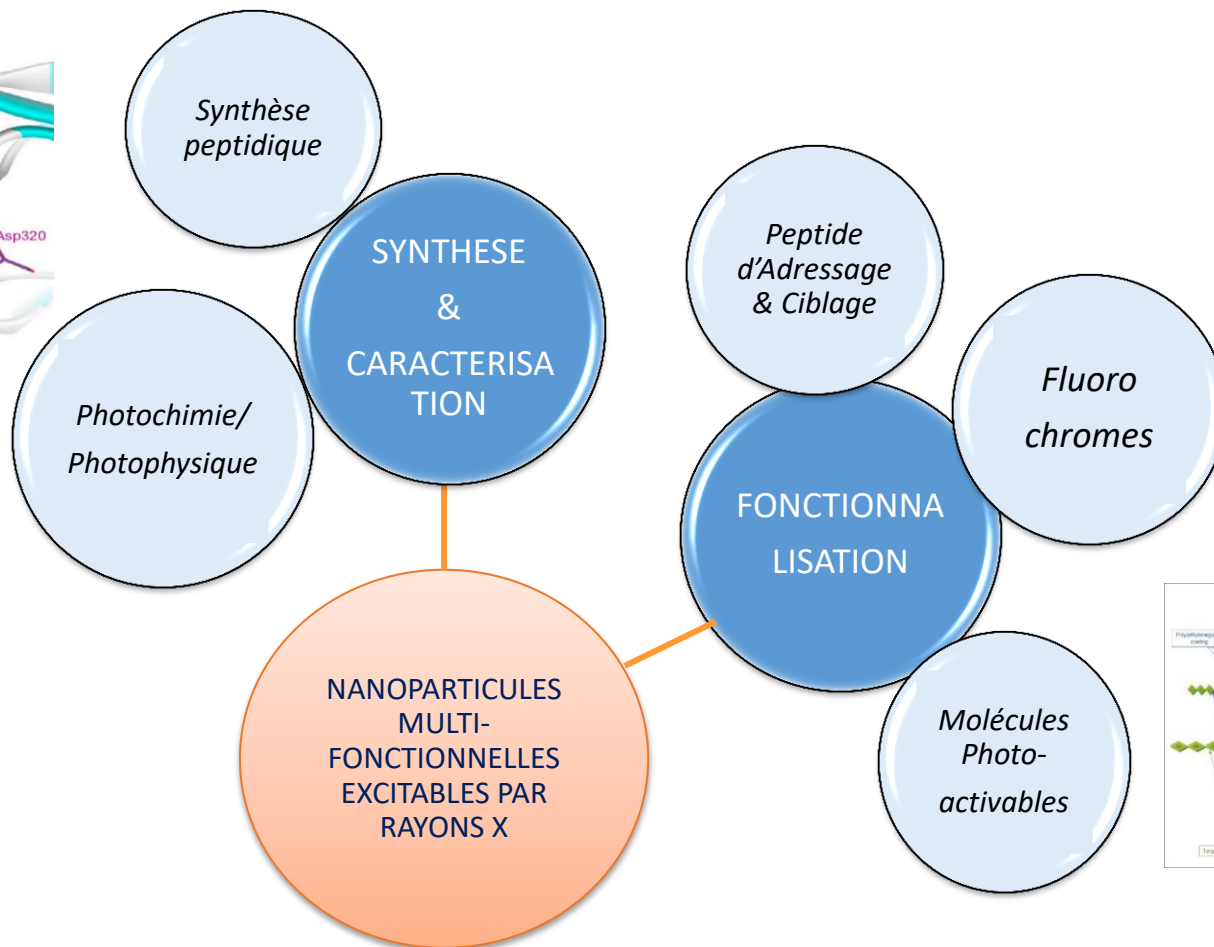 Synthèse
peptidique
Asp320
SYNTHESE
&
CARACTERISA
TION
Photochimie/
Photophysique
Peptide
d’Adressage
& Ciblage
Fluoro
chromes
FONCTIONNA
LISATION
Molécules
Photo-
activables
NANOPARTICULES
MULTI-
FONCTIONNELLES
EXCITABLES PAR
RAYONS X